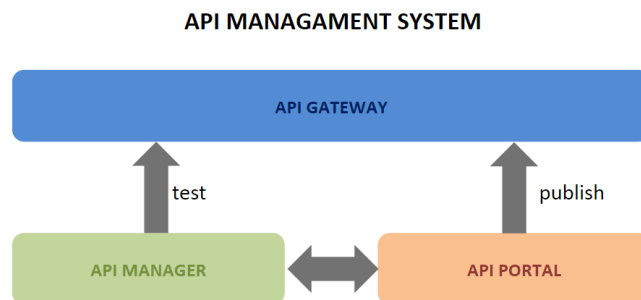 API MANAGAMENT SYSTEM
API GATEWAY
test
publish
API MANAGER
API PORTAL